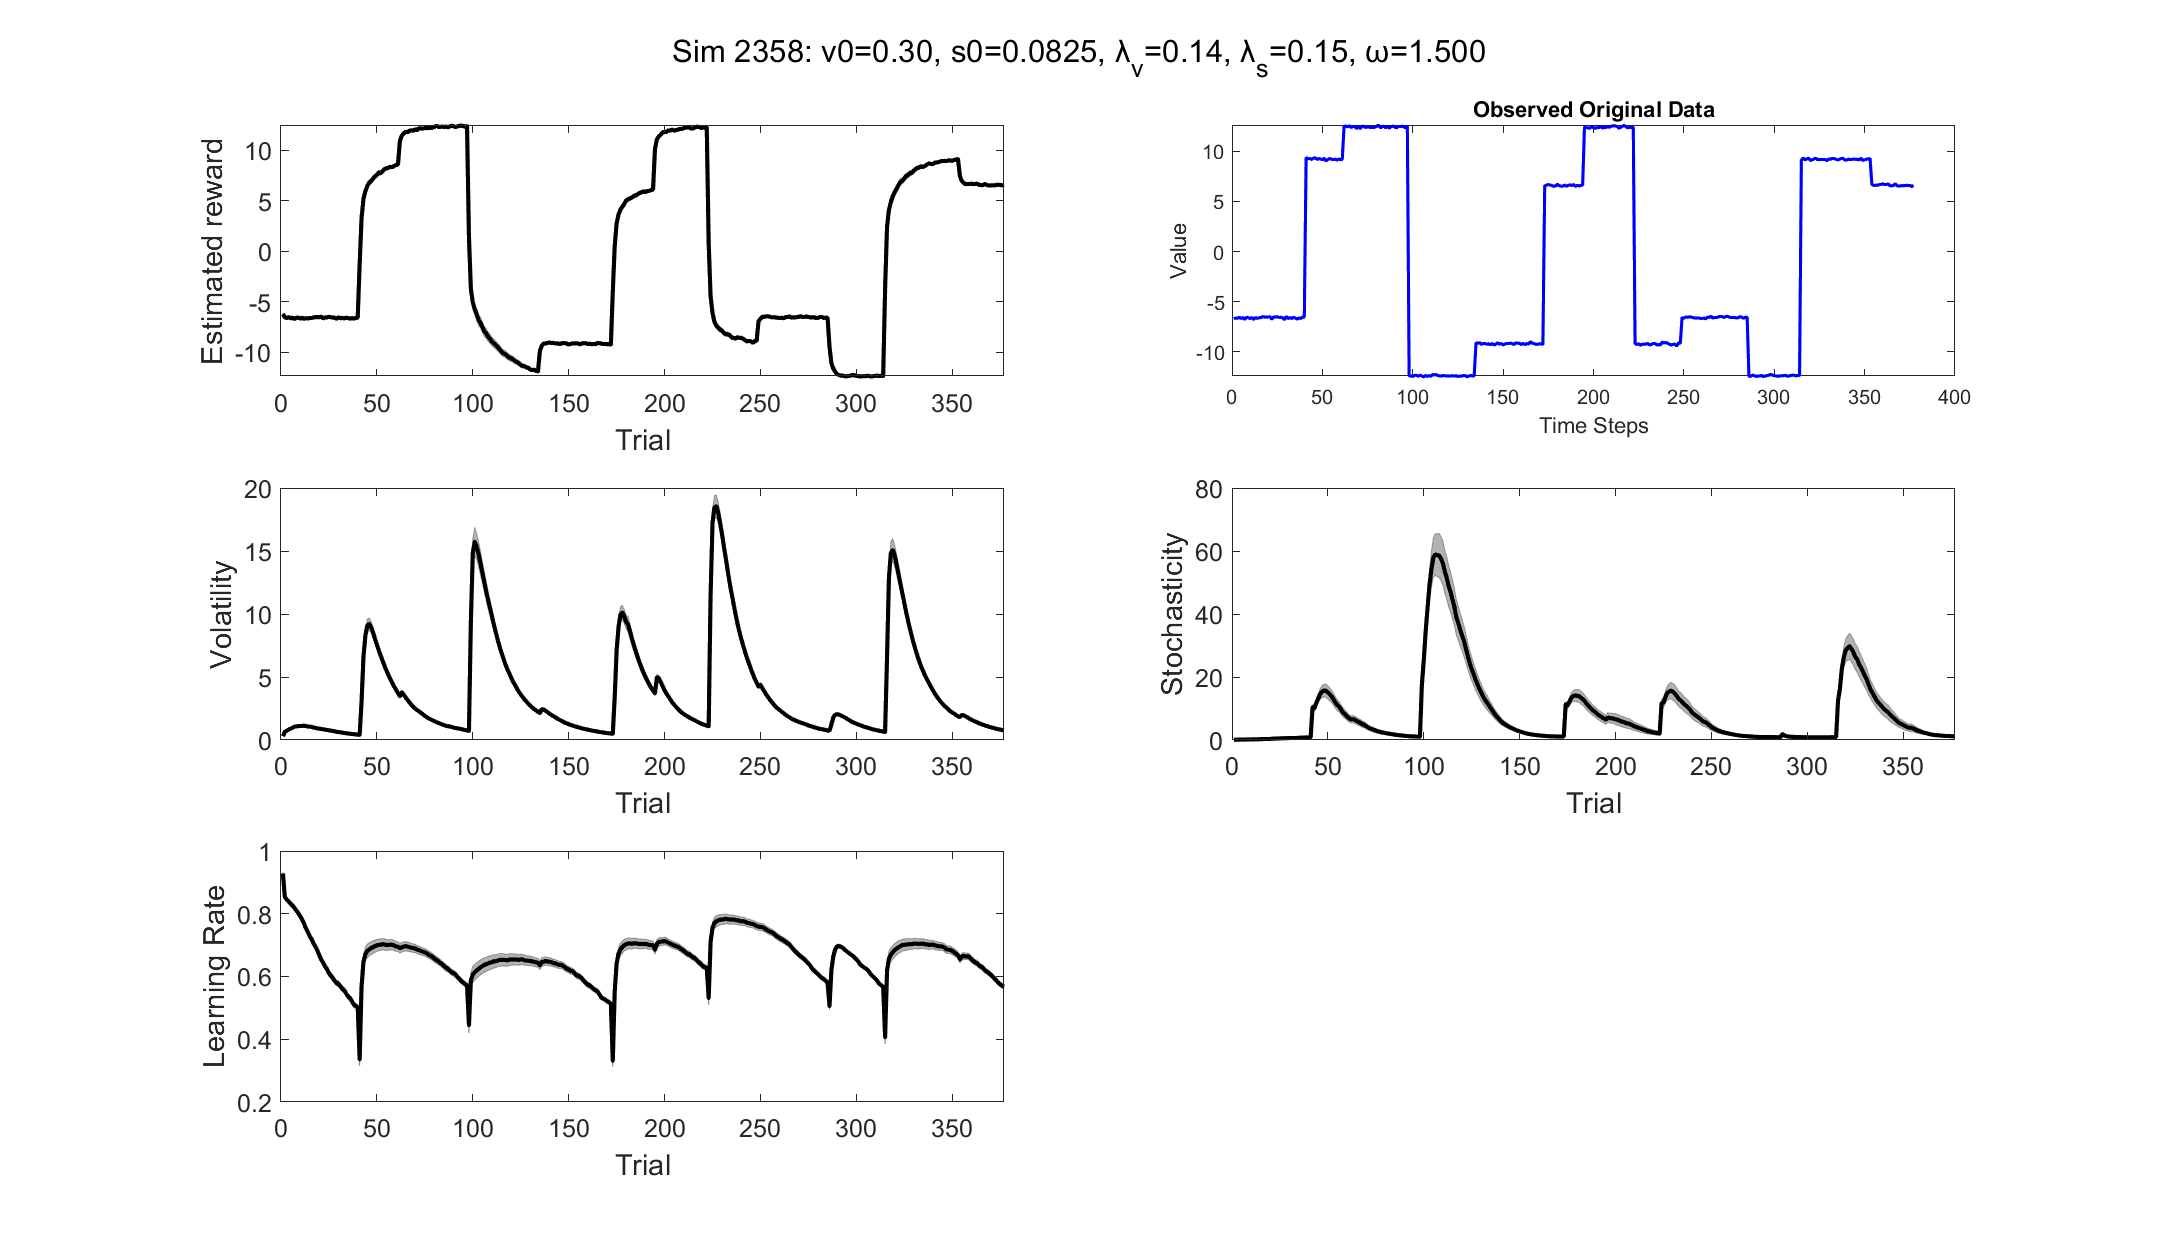 Sim 2358: v0=0.30, s0=0.0825, λ_v=0.14, λ_s=0.15, ω=1.500
Estimated reward
10
5
0
-5
-10
0 50 100 150 200 250 300 350
Trial
Observed Original Data
Value
10
5
0
-5
-10
0 50 100 150 200 250 300 350 400
Time Steps
Volatility
20
15
10
5
0
0 50 100 150 200 250 300 350
Trial
Stochasticity
80
60
40
20
0
0 50 100 150 200 250 300 350
Trial
Learning Rate
1
0.8
0.6
0.4
0.2
0 50 100 150 200 250 300 350
Trial